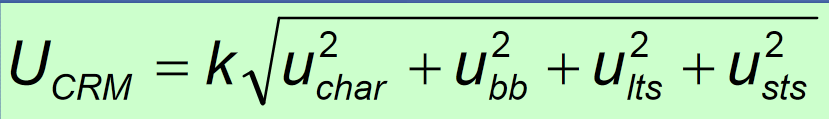 U_CRM = k√(u²_char + u²_bb + u²_lts + u²_sts)